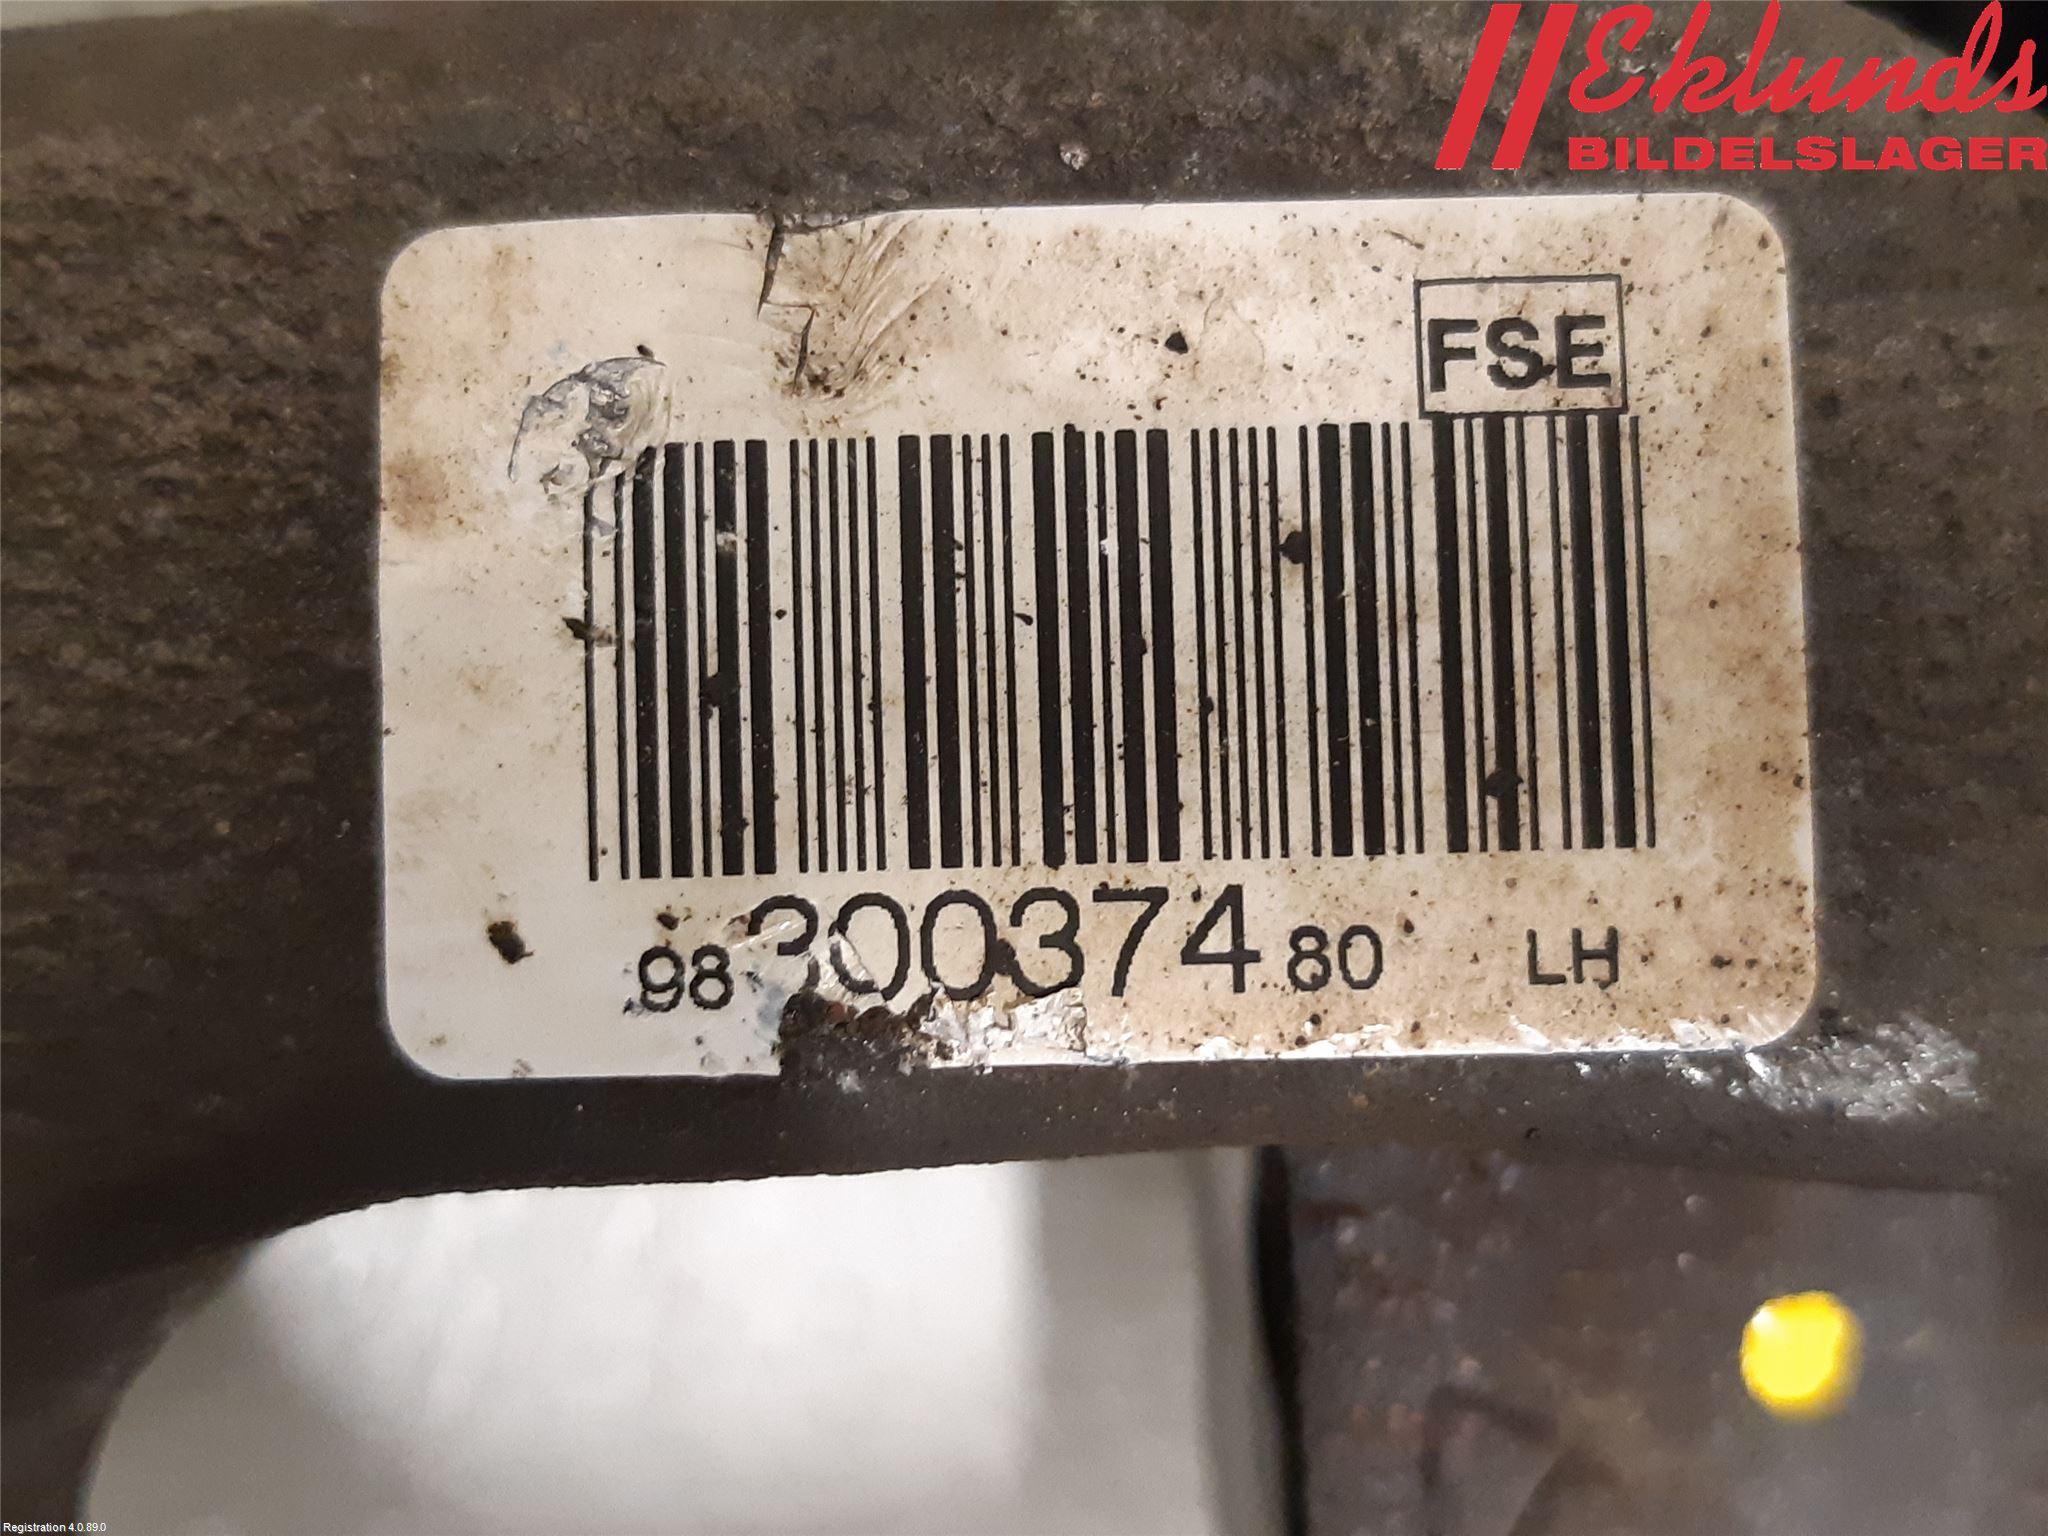 Eklunds
BILDELSLAGER
FSE
98 300374 80 LH
Registration 4.0.89.0